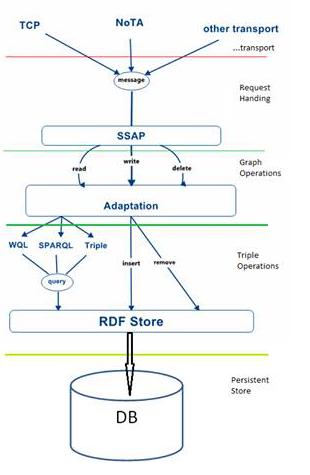 TCP
NoTA
other transport
...transport
message
Request
Handing
SSAP
read
write
delete
Graph
Operations
Adaptation
WQL
SPARQL
Triple
query
insert
remove
Triple
Operations
RDF Store
Persistent
Store
DB